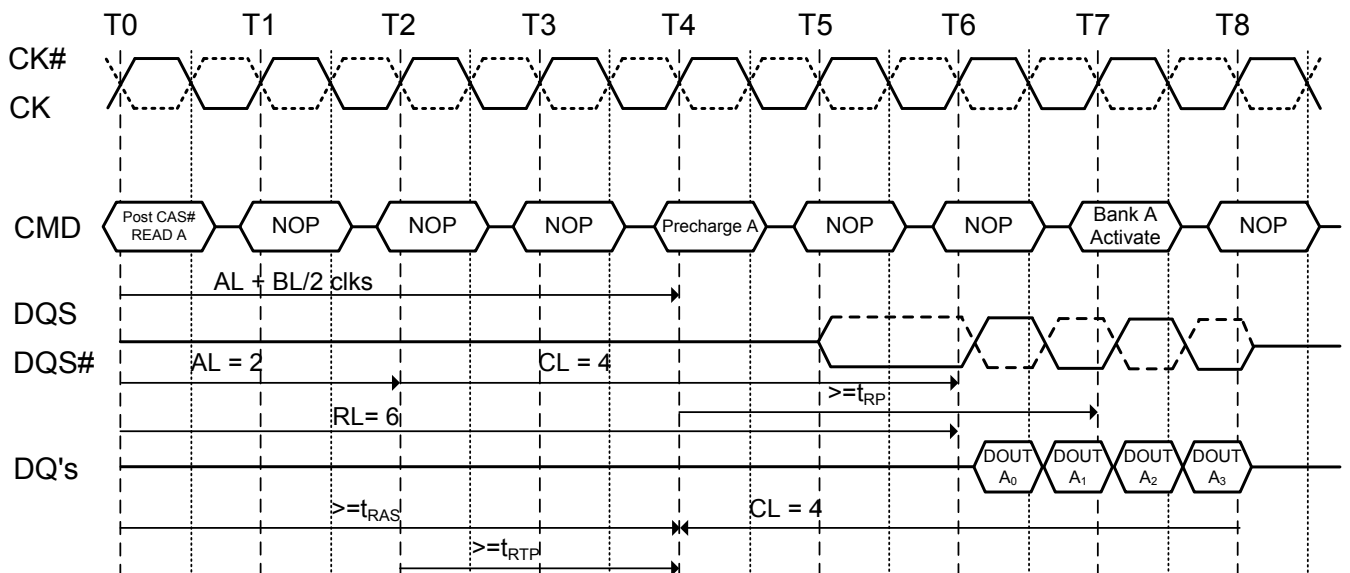 T0 T1 T2 T3 T4 T5 T6 T7 T8
CK#
CK
CMD
Post CAS#
READ A
NOP
NOP
NOP
Precharge A
NOP
NOP
Bank A
Activate
NOP
AL + BL/2 clks
DQS
DQS#
AL = 2
CL = 4
>=tRP
RL= 6
DQ's
DOUT
A0
DOUT
A1
DOUT
A2
DOUT
A3
>=tRAS
CL = 4
>=tRTP